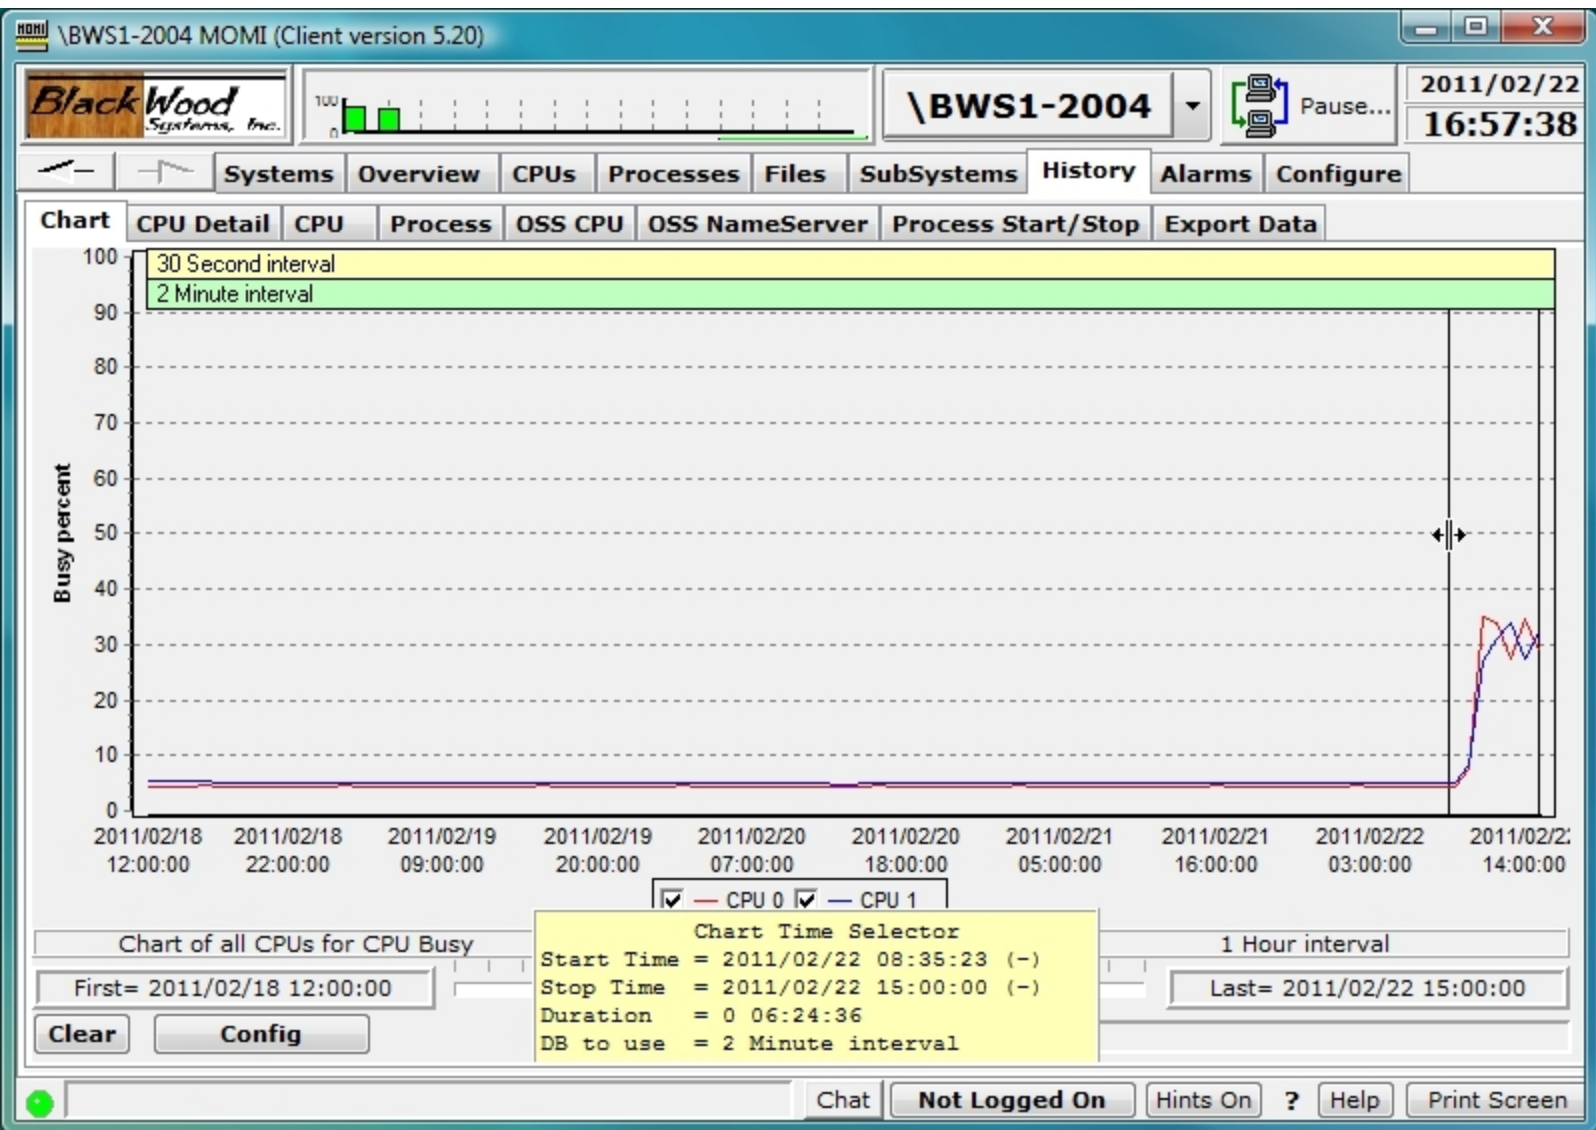 MOMI
\BWS1-2004 MOMI (Client version 5.20)
BlackWood
Systems, Inc.
100
0
\BWS1-2004
Pause...
2011/02/22
16:57:38
Systems Overview CPUs Processes Files SubSystems History Alarms Configure
Chart CPU Detail CPU Process OSS CPU OSS NameServer Process Start/Stop Export Data
30 Second interval
2 Minute interval
100
90
80
70
60
50
40
30
20
10
0
Busy percent
2011/02/18 2011/02/18 2011/02/19 2011/02/19 2011/02/20 2011/02/20 2011/02/21 2011/02/21 2011/02/22 2011/02/22
12:00:00 22:00:00 09:00:00 20:00:00 07:00:00 18:00:00 05:00:00 16:00:00 03:00:00 14:00:00
CPU 0 CPU 1
Chart of all CPUs for CPU Busy
1 Hour interval
First= 2011/02/18 12:00:00
Last= 2011/02/22 15:00:00
Chart Time Selector
Start Time = 2011/02/22 08:35:23 (-)
Stop Time = 2011/02/22 15:00:00 (-)
Duration = 0 06:24:36
DB to use = 2 Minute interval
Clear Config
Chat Not Logged On Hints On ? Help Print Screen